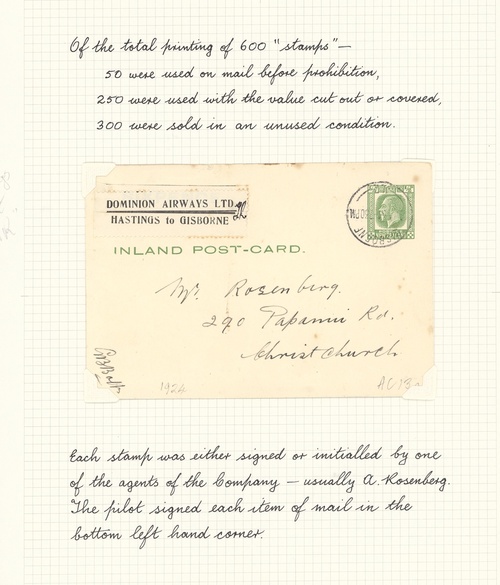 Of the total printing of 600 "stamps" —
50 were used on mail before prohibition,
250 were used with the value cut out or covered,
300 were sold in an unused condition.
DOMINION AIRWAYS LTD.
HASTINGS to GISBORNE
INLAND POST-CARD.
Mr. Rosenberg.
290 Papanui Rd.
Christchurch
1924
Each stamp was either signed or initialled by one
of the agents of the Company — usually A. Rosenberg.
The pilot signed each item of mail in the
bottom left hand corner.